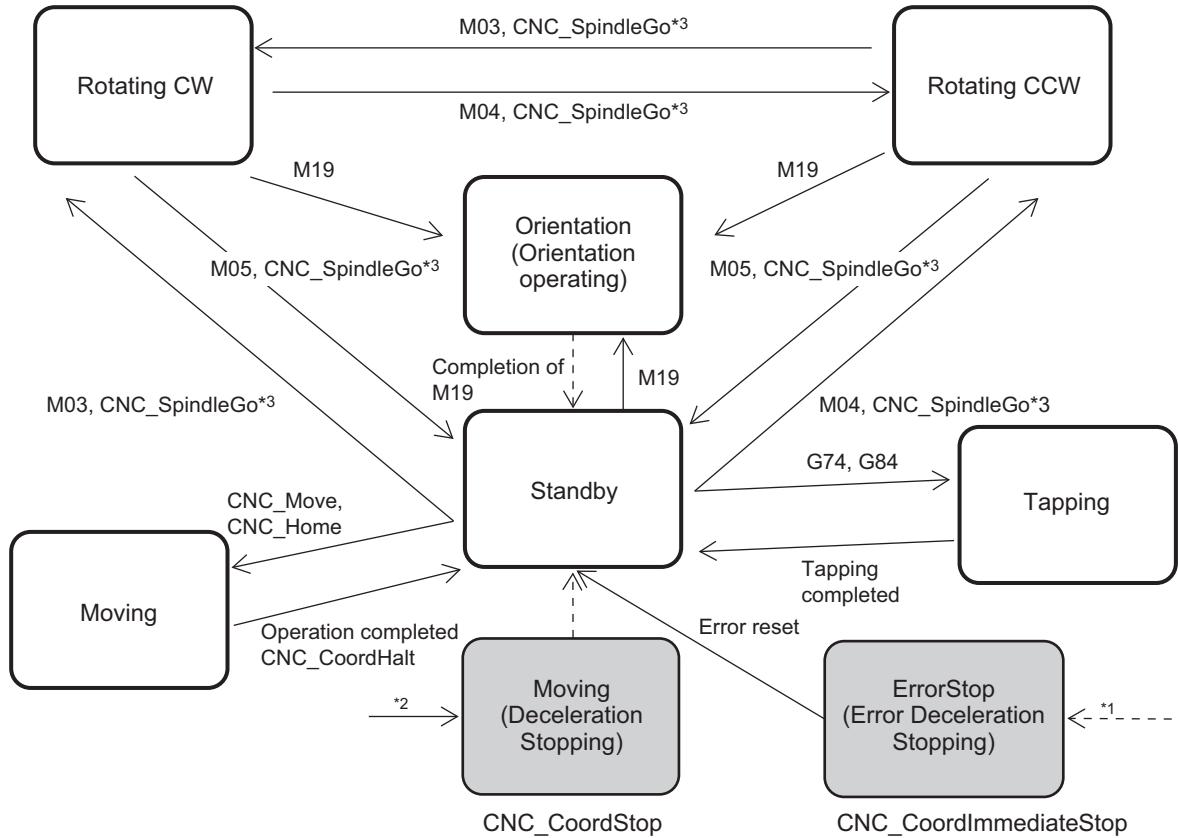 M03, CNC_SpindleGo*3
Rotating CW
Rotating CCW
M04, CNC_SpindleGo*3
M19
M19
Orientation
(Orientation
operating)
M05, CNC_SpindleGo*3
M05, CNC_SpindleGo*3
Completion of
M19
M19
M03, CNC_SpindleGo*3
M04, CNC_SpindleGo*3
G74, G84
Standby
Tapping
CNC_Move,
CNC_Home
Tapping
completed
Moving
Operation completed
CNC_CoordHalt
Error reset
*2
Moving
(Deceleration
Stopping)
ErrorStop
(Error Deceleration
Stopping)
*1
CNC_CoordStop
CNC_CoordImmediateStop